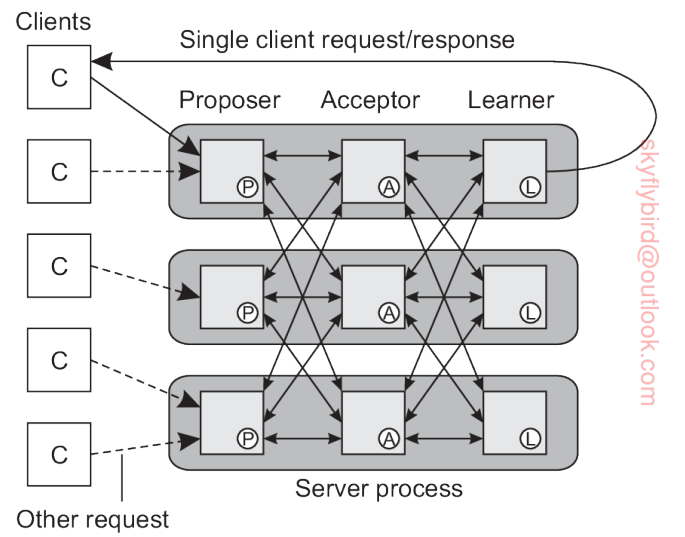 Clients
Single client request/response
C
Proposer Acceptor Learner
C
P A L
C
P A L
C
P A L
C
Server process
Other request
skyflybird@outlook.com